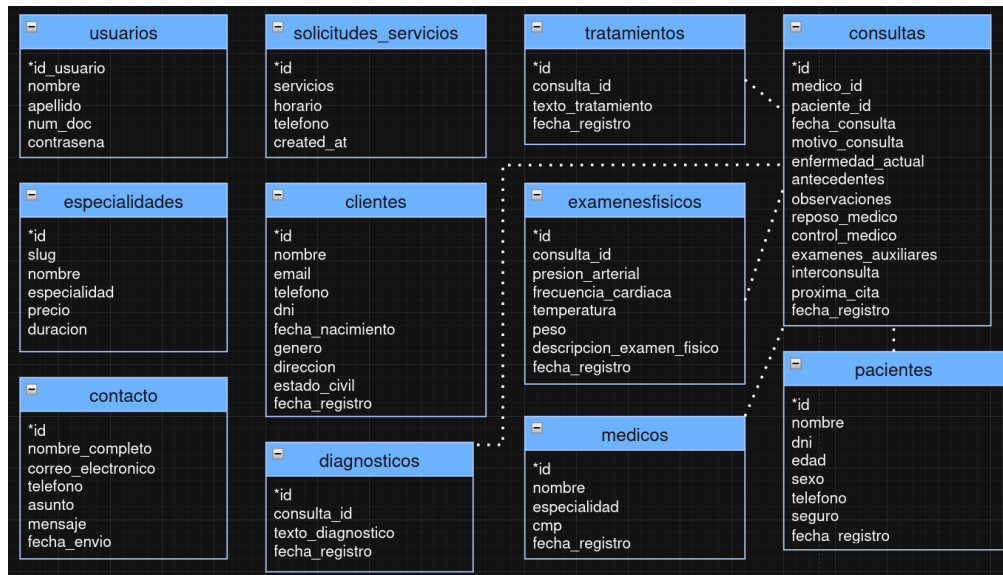 usuarios
*id_usuario
nombre
apellido
num_doc
contrasena
solicitudes_servicios
*id
servicios
horario
telefono
created_at
tratamientos
*id
consulta_id
texto_tratamiento
fecha_registro
consultas
*id
medico_id
paciente_id
fecha_consulta
motivo_consulta
enfermedad_actual
antecedentes
observaciones
reposo_medico
control_medico
examenes_auxiliares
interconsulta
proxima_cita
fecha_registro
especialidades
*id
slug
nombre
especialidad
precio
duracion
clientes
*id
nombre
email
telefono
dni
fecha_nacimiento
genero
direccion
estado_civil
fecha_registro
examenesfisicos
*id
consulta_id
presion_arterial
frecuencia_cardiaca
temperatura
peso
descripcion_examen_fisico
fecha_registro
contacto
*id
nombre_completo
correo_electronico
telefono
asunto
mensaje
fecha_envio
diagnosticos
*id
consulta_id
texto_diagnostico
fecha_registro
medicos
*id
nombre
especialidad
cmp
fecha_registro
pacientes
*id
nombre
dni
edad
sexo
telefono
seguro
fecha_registro